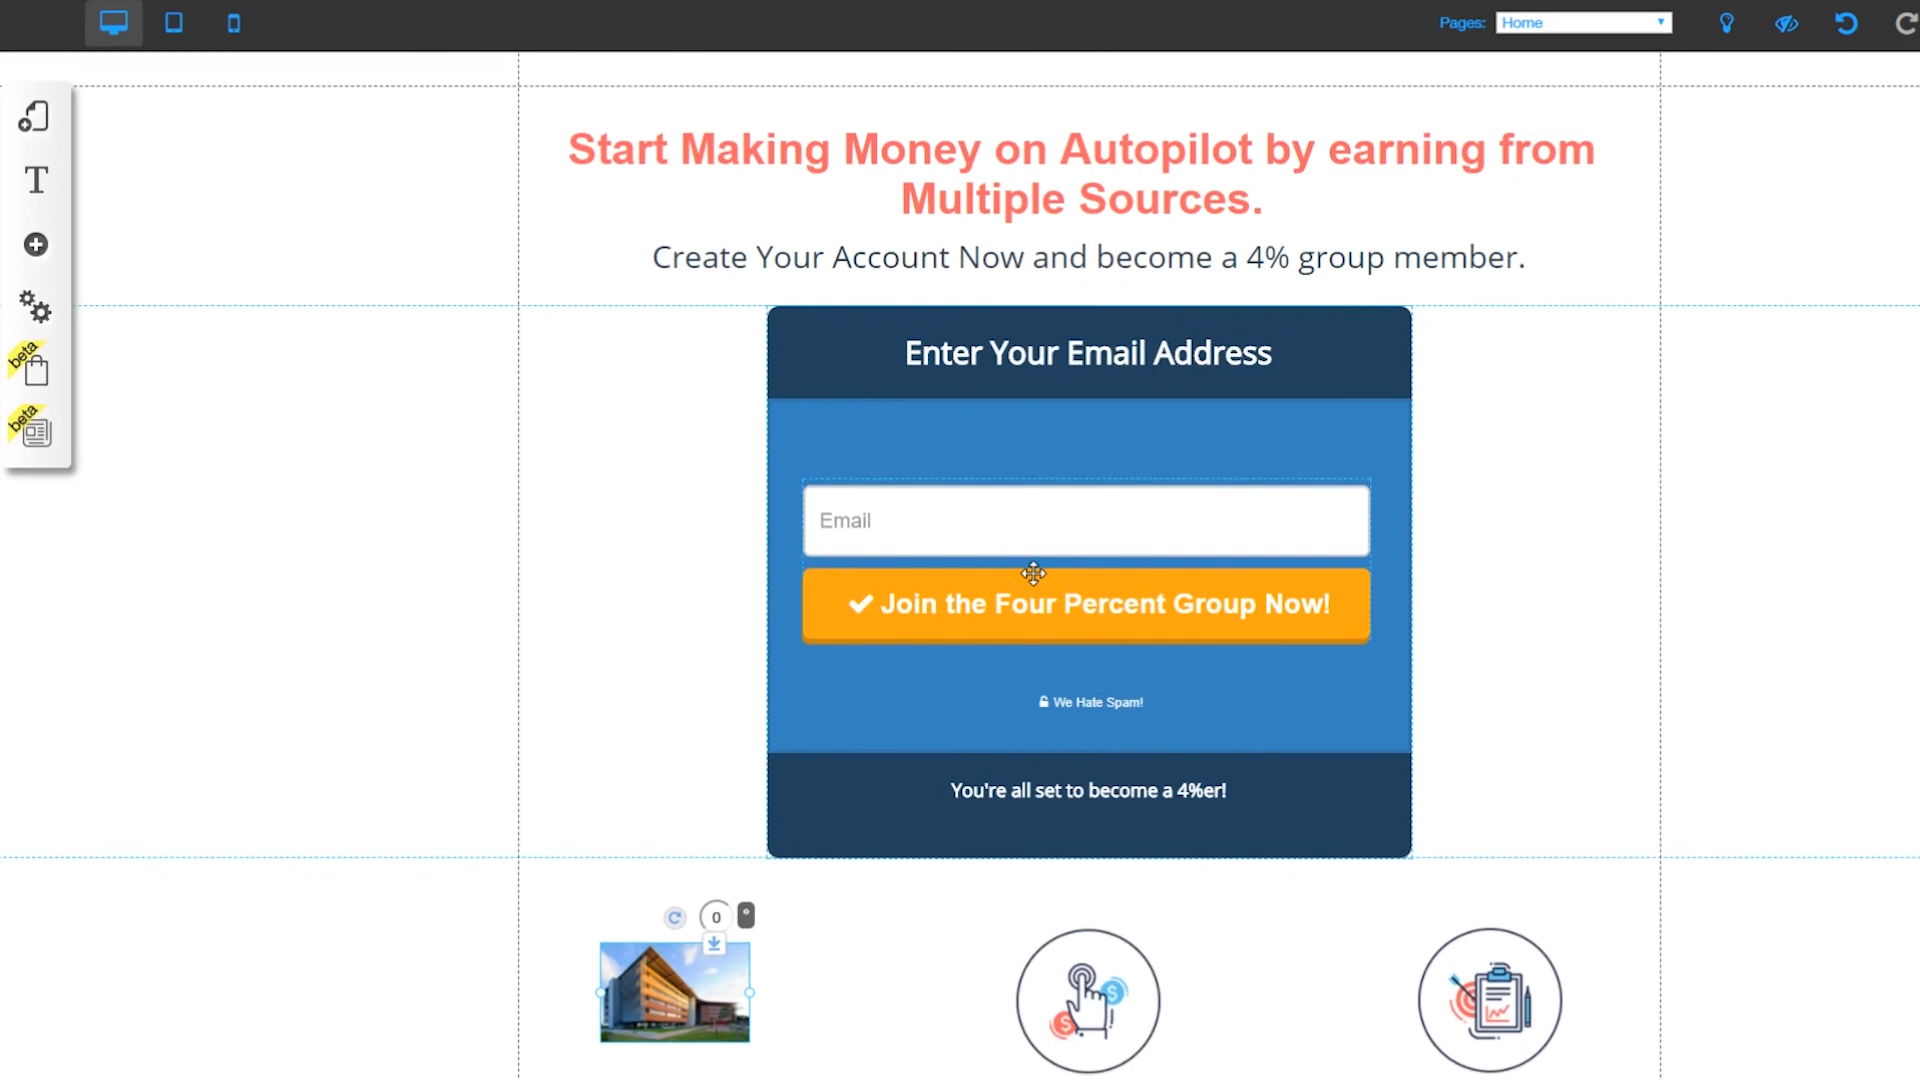 Pages: Home
Start Making Money on Autopilot by earning from
Multiple Sources.
Create Your Account Now and become a 4% group member.
T
beta
beta
Enter Your Email Address
Email
Join the Four Percent Group Now!
We Hate Spam!
You're all set to become a 4%er!
0